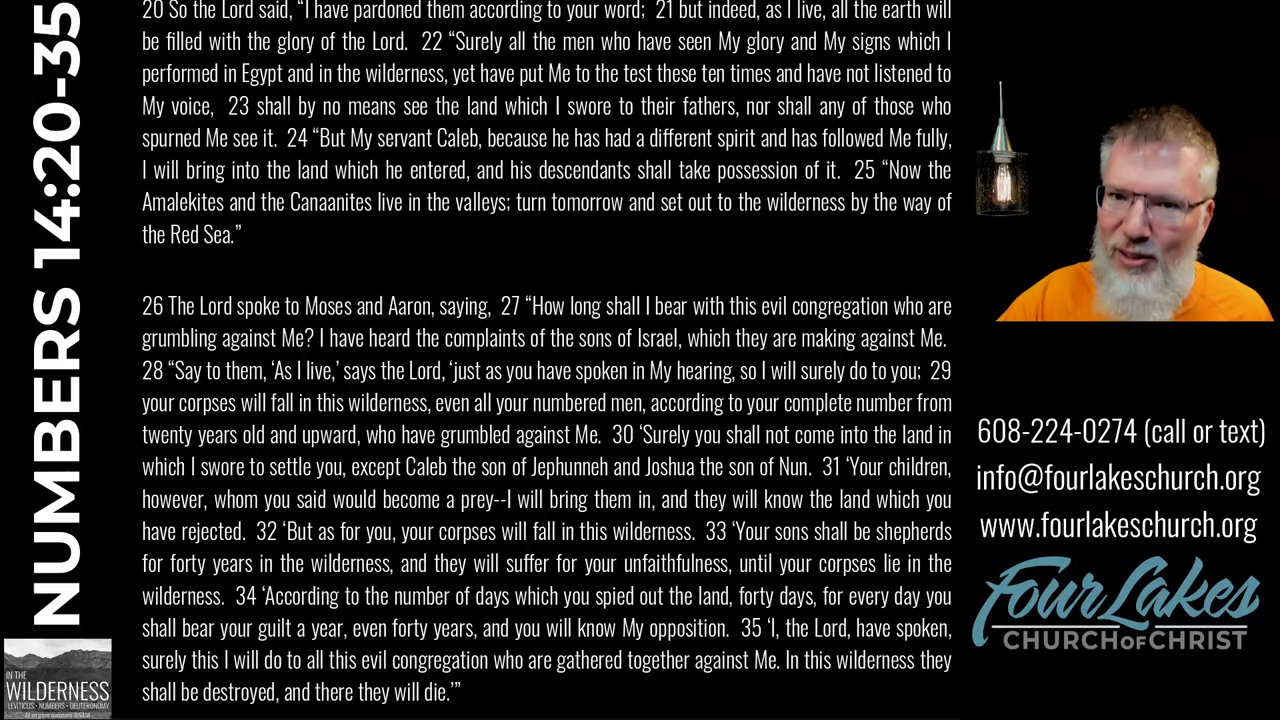 NUMBERS 14:20-35
20 So the Lord said, “I have pardoned them according to your word;  21 but indeed, as I live, all the earth will
be filled with the glory of the Lord.  22 “Surely all the men who have seen My glory and My signs which I
performed in Egypt and in the wilderness, yet have put Me to the test these ten times and have not listened to
My voice,  23 shall by no means see the land which I swore to their fathers, nor shall any of those who
spurned Me see it.  24 “But My servant Caleb, because he has had a different spirit and has followed Me fully,
I will bring into the land which he entered, and his descendants shall take possession of it.  25 “Now the
Amalekites and the Canaanites live in the valleys; turn tomorrow and set out to the wilderness by the way of
the Red Sea.”
26 The Lord spoke to Moses and Aaron, saying,  27 “How long shall I bear with this evil congregation who are
grumbling against Me? I have heard the complaints of the sons of Israel, which they are making against Me.
28 “Say to them, ‘As I live,’ says the Lord, ‘just as you have spoken in My hearing, so I will surely do to you;  29
your corpses will fall in this wilderness, even all your numbered men, according to your complete number from
twenty years old and upward, who have grumbled against Me.  30 ‘Surely you shall not come into the land in
which I swore to settle you, except Caleb the son of Jephunneh and Joshua the son of Nun.  31 ‘Your children,
however, whom you said would become a prey--I will bring them in, and they will know the land which you
have rejected.  32 ‘But as for you, your corpses will fall in this wilderness.  33 ‘Your sons shall be shepherds
for forty years in the wilderness, and they will suffer for your unfaithfulness, until your corpses lie in the
wilderness.  34 ‘According to the number of days which you spied out the land, forty days, for every day you
shall bear your guilt a year, even forty years, and you will know My opposition.  35 ‘I, the Lord, have spoken,
surely this I will do to all this evil congregation who are gathered together against Me. In this wilderness they
shall be destroyed, and there they will die.’”
608-224-0274 (call or text)
info@fourlakeschurch.org
www.fourlakeschurch.org
Four Lakes
CHURCH OF CHRIST
IN THE
WILDERNESS
LEVITICUS • NUMBERS • DEUTERONOMY